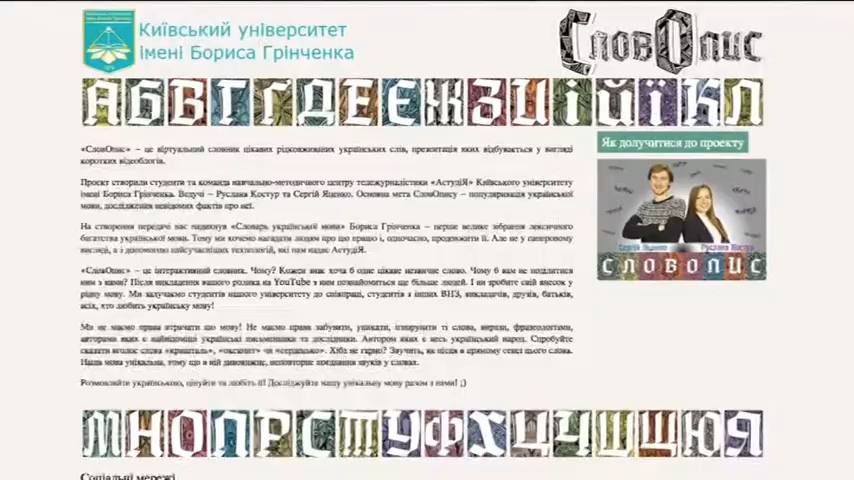 Київський університет
імені Бориса Грінченка
СловОпис
А Б В Г Ґ Д Е Є Ж З И І Й Ї К Л
«СловОпис» – це віртуальний словник цікавих рідковживаних українських слів, презентація яких відбувається у вигляді
коротких відеоблогів.
Проєкт створили студенти та команда навчально-методичного центру тележурналістики «АстудіЯ» Київського університету
імені Бориса Грінченка. Ведучі – Руслана Костур та Сергій Яценко. Основна мета СловОпису – популяризація української
мови, дослідження невідомих фактів про неї.
На створення передачі нас надихнув «Словарь української мови» Бориса Грінченка – перше велике зібрання лексичного
багатства української мови. Тому ми хочемо нагадати людям про цю працю і, одночасно, продовжити її. Але не у паперовому
вигляді, а з допомогою найсучасніших технологій, які нам надає АстудіЯ.
«СловОпис» – це інтерактивний словник. Чому? Кожен знає хоча б одне цікаве незвичне слово. Чому б вам не поділитися
ним з нами? Після викладення вашого ролика на YouTube з ним познайомиться ще більше людей. І ви зробите свій внесок у
рідну мову. Ми залучаємо студентів нашого університету до співпраці, студентів з інших ВНЗ, викладачів, друзів, батьків,
всіх, хто любить українську мову!
Ми не маємо права втрачати цю мову! Не маємо права забувати, уникати, ігнорувати ті слова, вирази, фразеологізми,
авторами яких є найвідоміші українські письменники та дослідники. Автором яких є весь український народ. Спробуйте
сказати вголос слова «кришталь», «оксамит» чи «серденько». Хіба не гарно? Звучить, як пісня в прямому сенсі цього слова.
Наша мова унікальна, тому що в ній дивовижне, неповторне поєднання звуків у словах.
Розмовляйте українською, цінуйте та любіть її! Досліджуйте нашу унікальну мову разом з нами! ;)
Як долучитися до проекту
Сергій Яценко Руслана Костур
СЛОВОПИС
М Н О П Р С Т У Ф Х Ц Ч Ш Щ Ю Я
Соціальні мережі